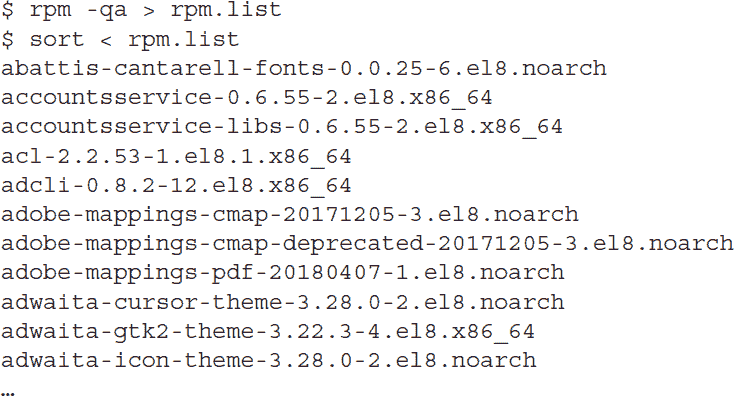 $ rpm -qa > rpm.list
$ sort < rpm.list
abattis-cantarell-fonts-0.0.25-6.el8.noarch
accountsservice-0.6.55-2.el8.x86_64
accountsservice-libs-0.6.55-2.el8.x86_64
acl-2.2.53-1.el8.1.x86_64
adcli-0.8.2-12.el8.x86_64
adobe-mappings-cmap-20171205-3.el8.noarch
adobe-mappings-cmap-deprecated-20171205-3.el8.noarch
adobe-mappings-pdf-20180407-1.el8.noarch
adwaita-cursor-theme-3.28.0-2.el8.noarch
adwaita-gtk2-theme-3.22.3-4.el8.x86_64
adwaita-icon-theme-3.28.0-2.el8.noarch
…